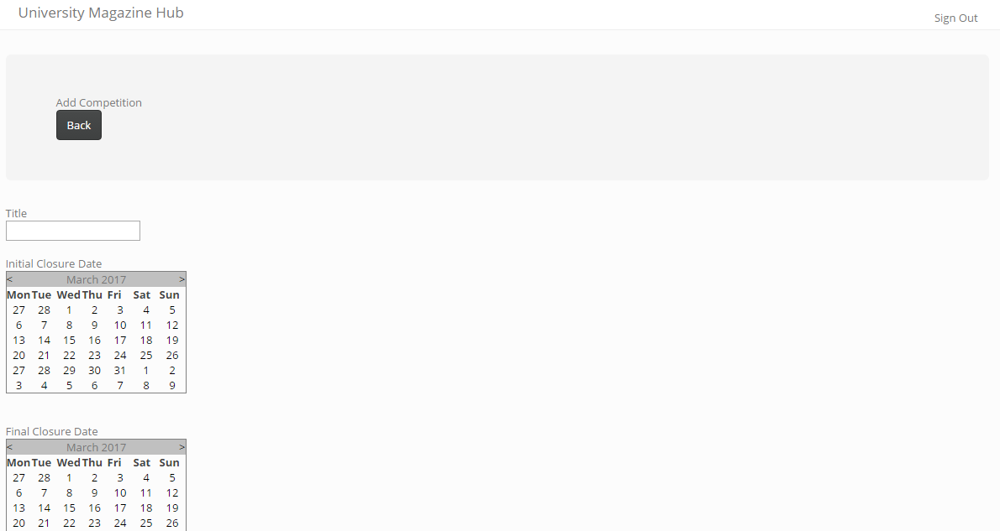 University Magazine Hub
Sign Out
Add Competition
Back
Title
Initial Closure Date
< March 2017 >
Mon Tue Wed Thu Fri Sat Sun
27 28 1 2 3 4 5
6 7 8 9 10 11 12
13 14 15 16 17 18 19
20 21 22 23 24 25 26
27 28 29 30 31 1 2
3 4 5 6 7 8 9
Final Closure Date
< March 2017 >
Mon Tue Wed Thu Fri Sat Sun
27 28 1 2 3 4 5
6 7 8 9 10 11 12
13 14 15 16 17 18 19
20 21 22 23 24 25 26